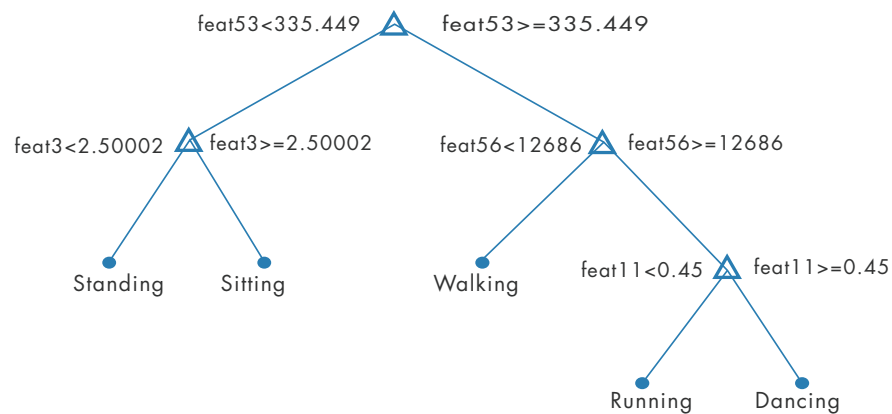 feat53<335.449
feat53>=335.449
feat3<2.50002
feat3>=2.50002
feat56<12686
feat56>=12686
Standing
Sitting
Walking
feat11<0.45
feat11>=0.45
Running
Dancing